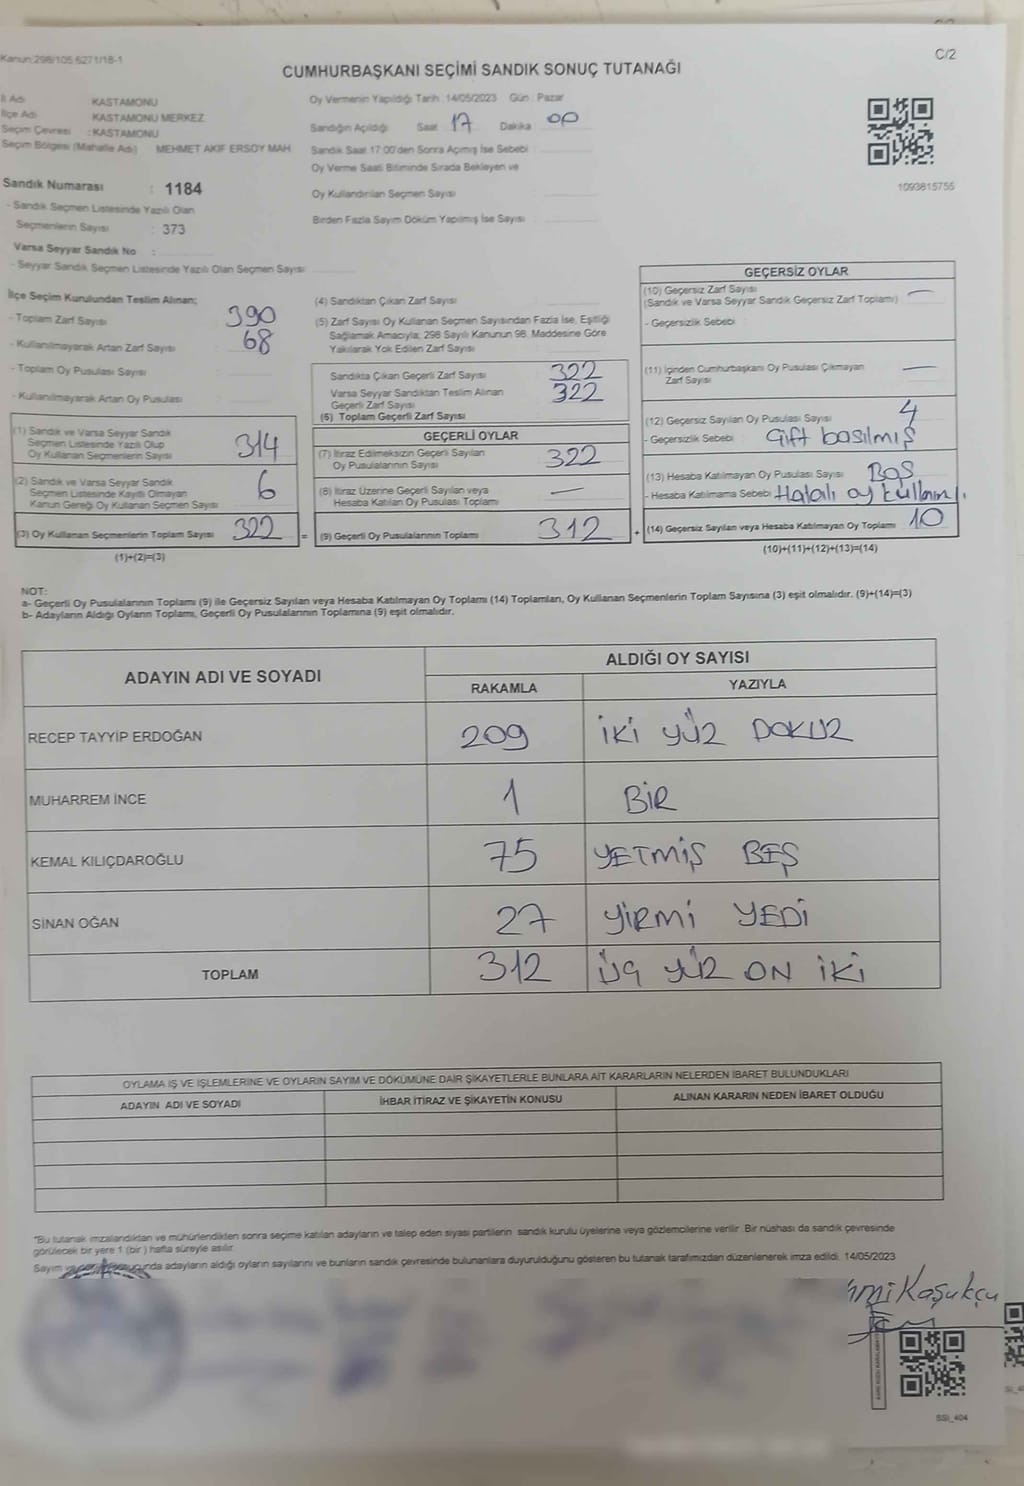 Kanun:298/105 6271/18-1
C/2
CUMHURBAŞKANI SEÇİMİ SANDIK SONUÇ TUTANAĞI
İl Adı KASTAMONU
İlçe Adı KASTAMONU MERKEZ
Seçim Çevresi : KASTAMONU
Seçim Bölgesi (Mahalle Adı) MEHMET AKİF ERSOY MAH.
Sandık Numarası : 1184
- Sandık Seçmen Listesinde Yazılı Olan
Seçmenlerin Sayısı : 373
Varsa Seyyar Sandık No :
- Seyyar Sandık Seçmen Listesinde Yazılı Olan Seçmen Sayısı
Oy Vermenin Yapıldığı Tarih : 14/05/2023 Gün : Pazar
Sandığın Açıldığı Saat 17 Dakika 00
Sandık Saat 17:00'den Sonra Açımış İse Sebebi
Oy Verme Saati Bitiminde Sırada Bekleyen ve
Oy Kullandırılan Seçmen Sayısı
Birden Fazla Sayım Döküm Yapılmış İse Sayısı
1093815755
İlçe Seçim Kurulundan Teslim Alınan;
- Toplam Zarf Sayısı 390
- Kullanılmayarak Artan Zarf Sayısı 68
- Toplam Oy Pusulası Sayısı
- Kullanılmayarak Artan Oy Pusulası
(1) Sandık ve Varsa Seyyar Sandık
Seçmen Listesinde Yazılı Olup
Oy Kullanan Seçmenlerin Sayısı 314
(2) Sandık ve Varsa Seyyar Sandık
Seçmen Listesinde Kayıtlı Olmayan
Kanun Gereği Oy Kullanan Seçmen Sayısı 6
(3) Oy Kullanan Seçmenlerin Toplam Sayısı 322 =
(1)+(2)=(3)
(4) Sandıktan Çıkan Zarf Sayısı
(5) Zarf Sayısı Oy Kullanan Seçmen Sayısından Fazla İse, Eşitliği
Sağlamak Amacıyla; 298 Sayılı Kanunun 98. Maddesine Göre
Yakılarak Yok Edilen Zarf Sayısı
Sandıkta Çıkan Geçerli Zarf Sayısı 322
Varsa Seyyar Sandıktan Teslim Alınan
Geçerli Zarf Sayısı 322
(6) Toplam Geçerli Zarf Sayısı
GEÇERLİ OYLAR
(7) İtiraz Edilmeksizin Geçerli Sayılan
Oy Pusulalarının Sayısı 322
(8) İtiraz Üzerine Geçerli Sayılan veya
Hesaba Katılan Oy Pusulası Toplamı —
(9) Geçerli Oy Pusulalarının Toplamı 312 +
GEÇERSİZ OYLAR
(10) Geçersiz Zarf Sayısı —
(Sandık ve Varsa Seyyar Sandık Geçersiz Zarf Toplamı)
- Geçersizlik Sebebi :
(11) İçinden Cumhurbaşkanı Oy Pusulası Çıkmayan —
Zarf Sayısı
(12) Geçersiz Sayılan Oy Pusulası Sayısı 4
- Geçersizlik Sebebi Çift basılmış
(13) Hesaba Katılmayan Oy Pusulası Sayısı Boş
- Hesaba Katılmama Sebebi Hatalı oy
(14) Geçersiz Sayılan veya Hesaba Katılmayan Oy Toplamı 10
(10)+(11)+(12)+(13)=(14)
NOT:
a- Geçerli Oy Pusulalarının Toplamı (9) ile Geçersiz Sayılan veya Hesaba Katılmayan Oy Toplamı (14) Toplamları, Oy Kullanan Seçmenlerin Toplam Sayısına (3) eşit olmalıdır. (9)+(14)=(3)
b- Adayların Aldığı Oyların Toplamı, Geçerli Oy Pusulalarının Toplamına (9) eşit olmalıdır.
ADAYIN ADI VE SOYADI ALDIĞI OY SAYISI
RAKAMLA YAZIYLA
RECEP TAYYİP ERDOĞAN 209 İKİ YÜZ DOKUZ
MUHARREM İNCE 1 BİR
KEMAL KILIÇDAROĞLU 75 YETMİŞ BEŞ
SİNAN OĞAN 27 YİRMİ YEDİ
TOPLAM 312 ÜÇ YÜZ ON İKİ
OYLAMA İŞ VE İŞLEMLERİNE VE OYLARIN SAYIM VE DÖKÜMÜNE DAİR ŞİKAYETLERLE BUNLARA AİT KARARLARIN NELERDEN İBARET BULUNDUKLARI
ADAYIN ADI VE SOYADI İHBAR İTİRAZ VE ŞİKAYETİN KONUSU ALINAN KARARIN NEDEN İBARET OLDUĞU
"Bu tutanak imzalandıktan ve mühürlendikten sonra seçime katılan adayların ve talep eden siyasi partilerin sandık kurulu üyelerine veya gözlemcilerine verilir. Bir nüshası da sandık çevresinde
görülecek bir yere 1 (bir) hafta süreyle asılır.
Sayım adayların aldığı oyların sayılarını ve bunların sandık çevresinde bulunanlara duyurulduğunu gösteren bu tutanak tarafımızdan düzenlenerek imza edildi. 14/05/2023
Kaşukçu
SSİ_404